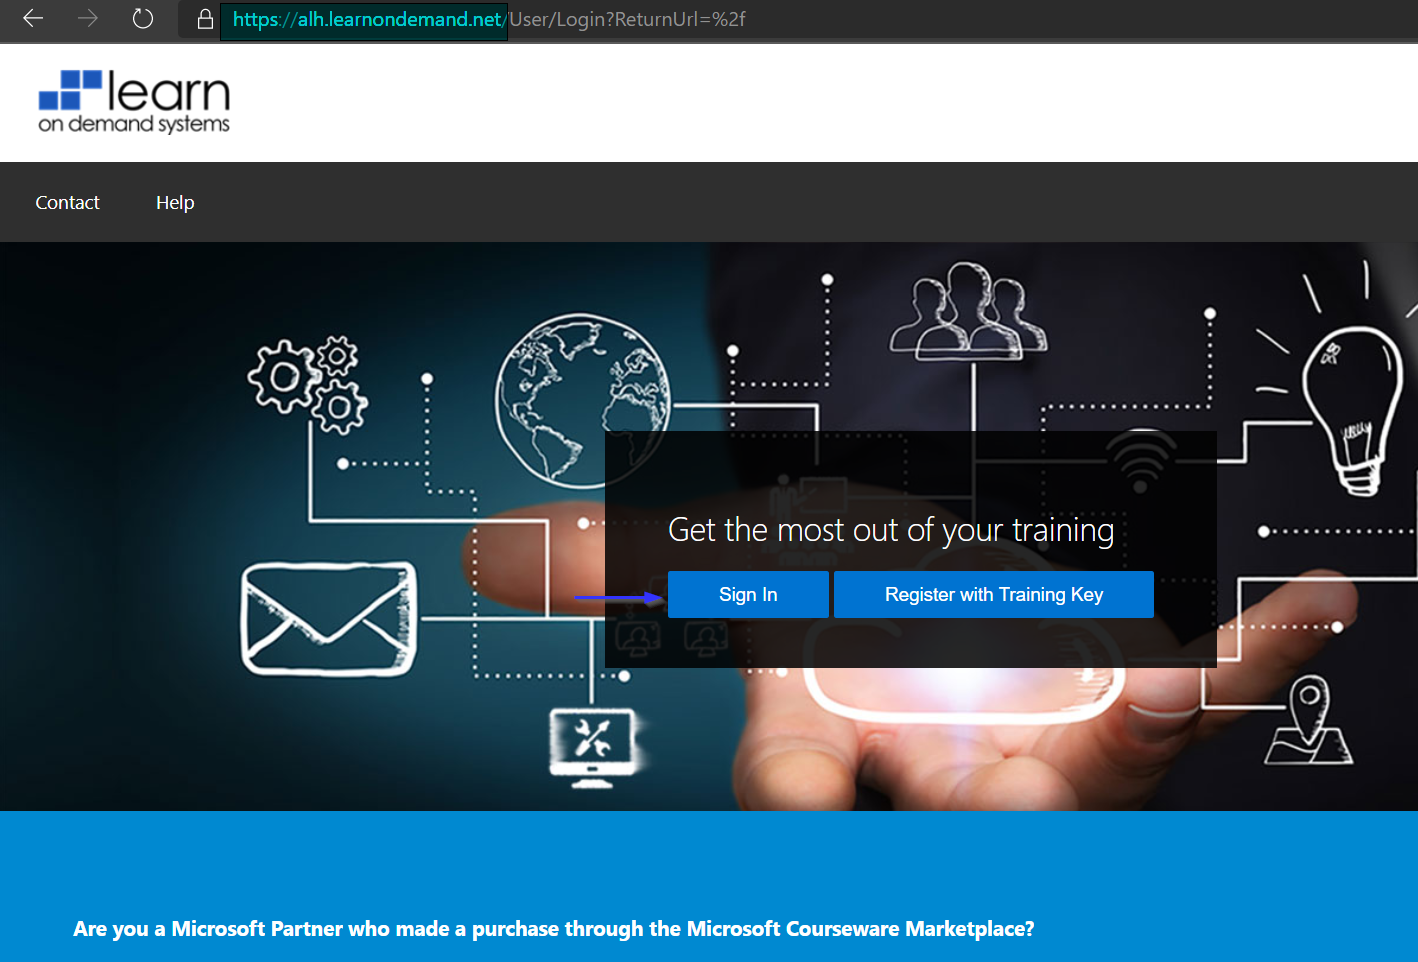 https://alh.learnondemand.net/User/Login?ReturnUrl=%2f
learn
on demand systems
Contact Help
Get the most out of your training
Sign In Register with Training Key
Are you a Microsoft Partner who made a purchase through the Microsoft Courseware Marketplace?